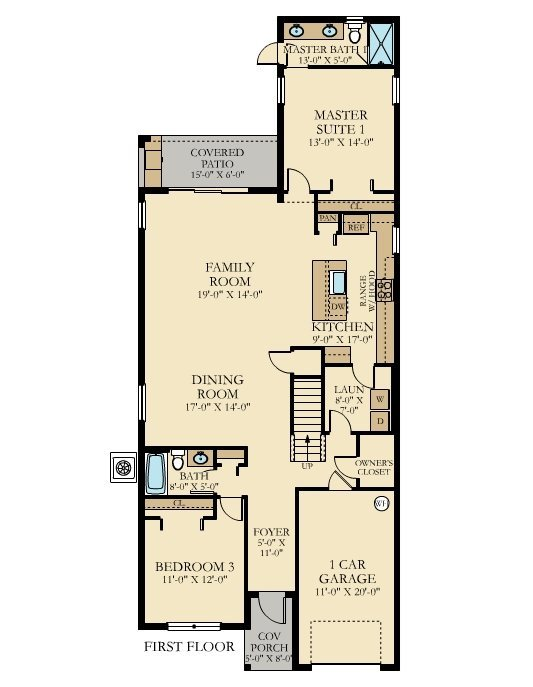 MASTER BATH 1
13'-0" X 5'-0"
MASTER
SUITE 1
13'-0" X 14'-0"
COVERED
PATIO
15'-0" X 6'-0"
CL
PAN
REF
FAMILY
ROOM
19'-0" X 14'-0"
RANGE
W/ HOOD
DW
KITCHEN
9'-0" X 17'-0"
DINING
ROOM
17'-0" X 14'-0"
LAUN
8'-0" X
7'-0"
W
D
UP
OWNER'S
CLOSET
BATH
8'-0" X 5'-0"
CL
WH
FOYER
5'-0" X
11'-0"
BEDROOM 3
11'-0" X 12'-0"
1 CAR
GARAGE
11'-0" X 20'-0"
FIRST FLOOR
COV
PORCH
5'-0" X 8'-0"